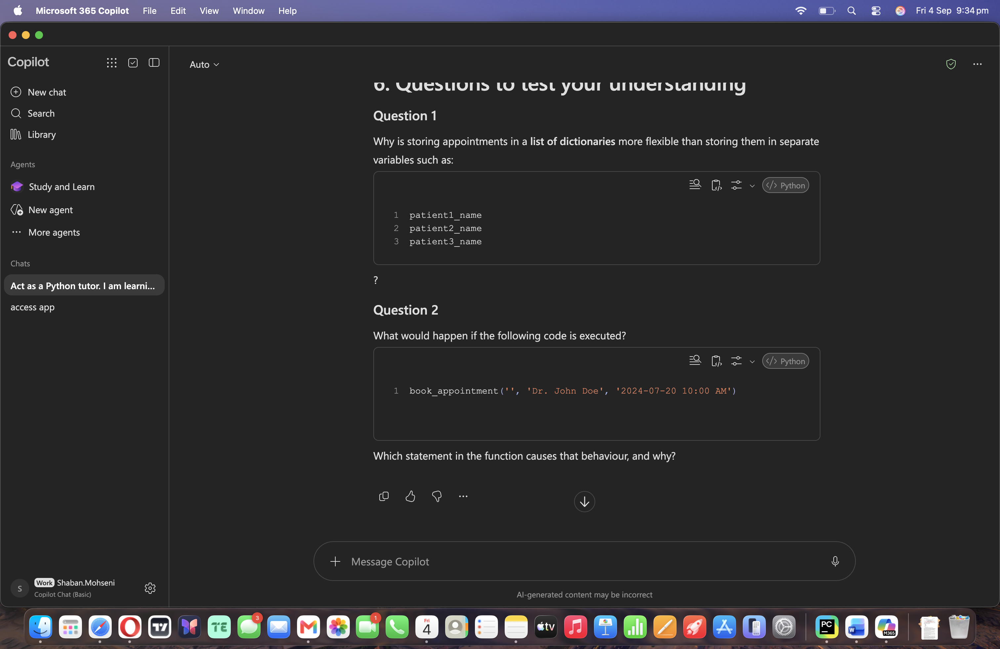 Microsoft 365 Copilot File Edit View Window Help Fri 4 Sep 9:34 pm
Copilot
Auto
New chat
Search
Library
Agents
Study and Learn
New agent
More agents
Chats
Act as a Python tutor. I am learni...
access app
Work Shaban.Mohseni
S
Copilot Chat (Basic)
6. Questions to test your understanding
Question 1
Why is storing appointments in a list of dictionaries more flexible than storing them in separate
variables such as:
</> Python
1 patient1_name
2 patient2_name
3 patient3_name
?
Question 2
What would happen if the following code is executed?
</> Python
1 book_appointment('', 'Dr. John Doe', '2024-07-20 10:00 AM')
Which statement in the function causes that behaviour, and why?
Message Copilot
AI-generated content may be incorrect
TE
3
1
Fri
4
tv
PC
W
M365